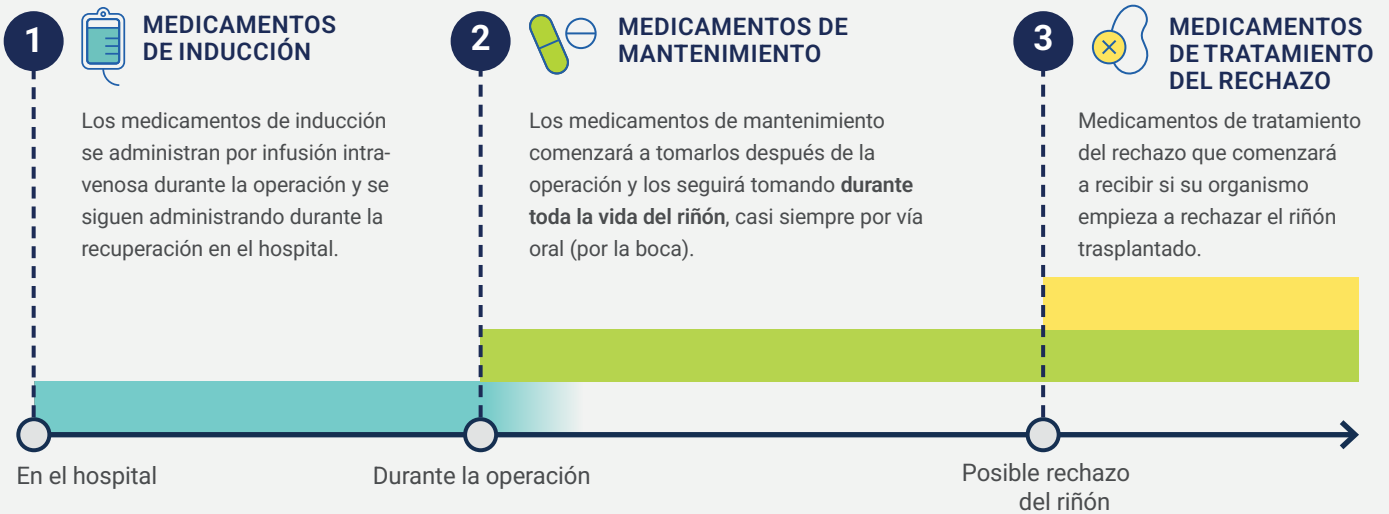 1
MEDICAMENTOS
DE INDUCCIÓN
Los medicamentos de inducción
se administran por infusión intra-
venosa durante la operación y se
siguen administrando durante la
recuperación en el hospital.
2
MEDICAMENTOS DE
MANTENIMIENTO
Los medicamentos de mantenimiento
comenzará a tomarlos después de la
operación y los seguirá tomando durante
toda la vida del riñón, casi siempre por vía
oral (por la boca).
3
MEDICAMENTOS
DE TRATAMIENTO
DEL RECHAZO
Medicamentos de tratamiento
del rechazo que comenzará
a recibir si su organismo
empieza a rechazar el riñón
trasplantado.
En el hospital
Durante la operación
Posible rechazo
del riñón